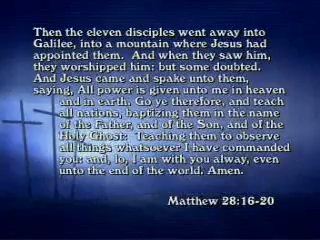 Then the eleven disciples went away into
Galilee, into a mountain where Jesus had
appointed them. And when they saw him,
they worshipped him: but some doubted.
And Jesus came and spake unto them,
saying, All power is given unto me in heaven
and in earth. Go ye therefore, and teach
all nations, baptizing them in the name
of the Father, and of the Son, and of the
Holy Ghost: Teaching them to observe
all things whatsoever I have commanded
you: and, lo, I am with you alway, even
unto the end of the world. Amen.
Matthew 28:16-20